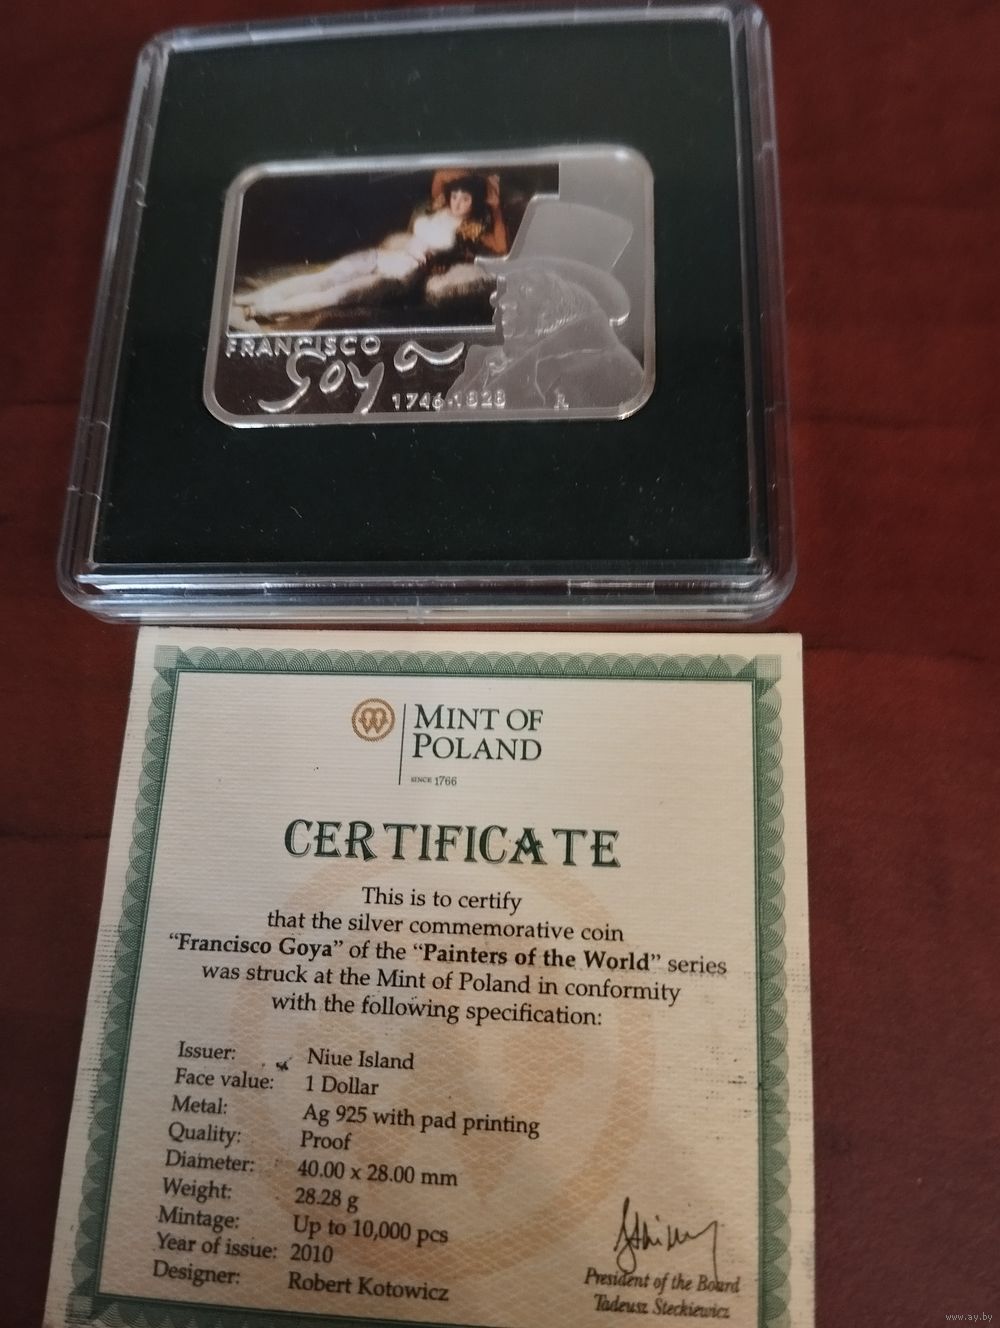 FRANCISCO
Goya
1746-1828
MINT OF
POLAND
SINCE 1766
CERTIFICATE
This is to certify
that the silver commemorative coin
“Francisco Goya” of the “Painters of the World” series
was struck at the Mint of Poland in conformity
with the following specification:
Issuer: Niue Island
Face value: 1 Dollar
Metal: Ag 925 with pad printing
Quality: Proof
Diameter: 40.00 x 28.00 mm
Weight: 28.28 g
Mintage: Up to 10,000 pcs
Year of issue: 2010
Designer: Robert Kotowicz
President of the Board
Tadeusz Steckiewicz
www.ay.by